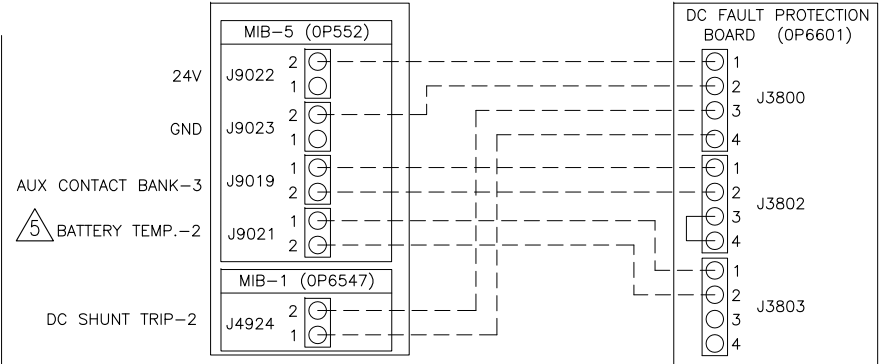 MIB-5 (0P552)
24V
J9022
2
1
GND
J9023
2
1
AUX CONTACT BANK-3
J9019
1
2
5
BATTERY TEMP.-2
J9021
1
2
MIB-1 (0P6547)
DC SHUNT TRIP-2
J4924
2
1
DC FAULT PROTECTION
BOARD (0P6601)
1
2
3
4
J3800
1
2
3
4
J3802
1
2
3
4
J3803